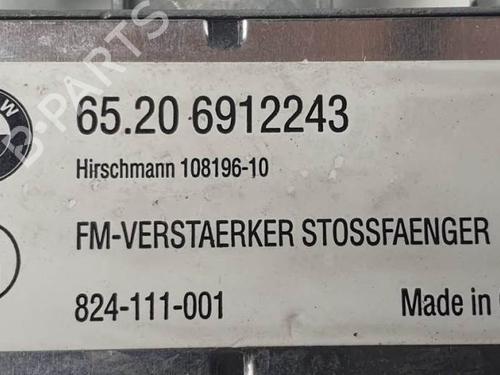 W
65.20 6912243
Hirschmann 108196-10
FM-VERSTAERKER STOSSFAENGER
824-111-001 Made in